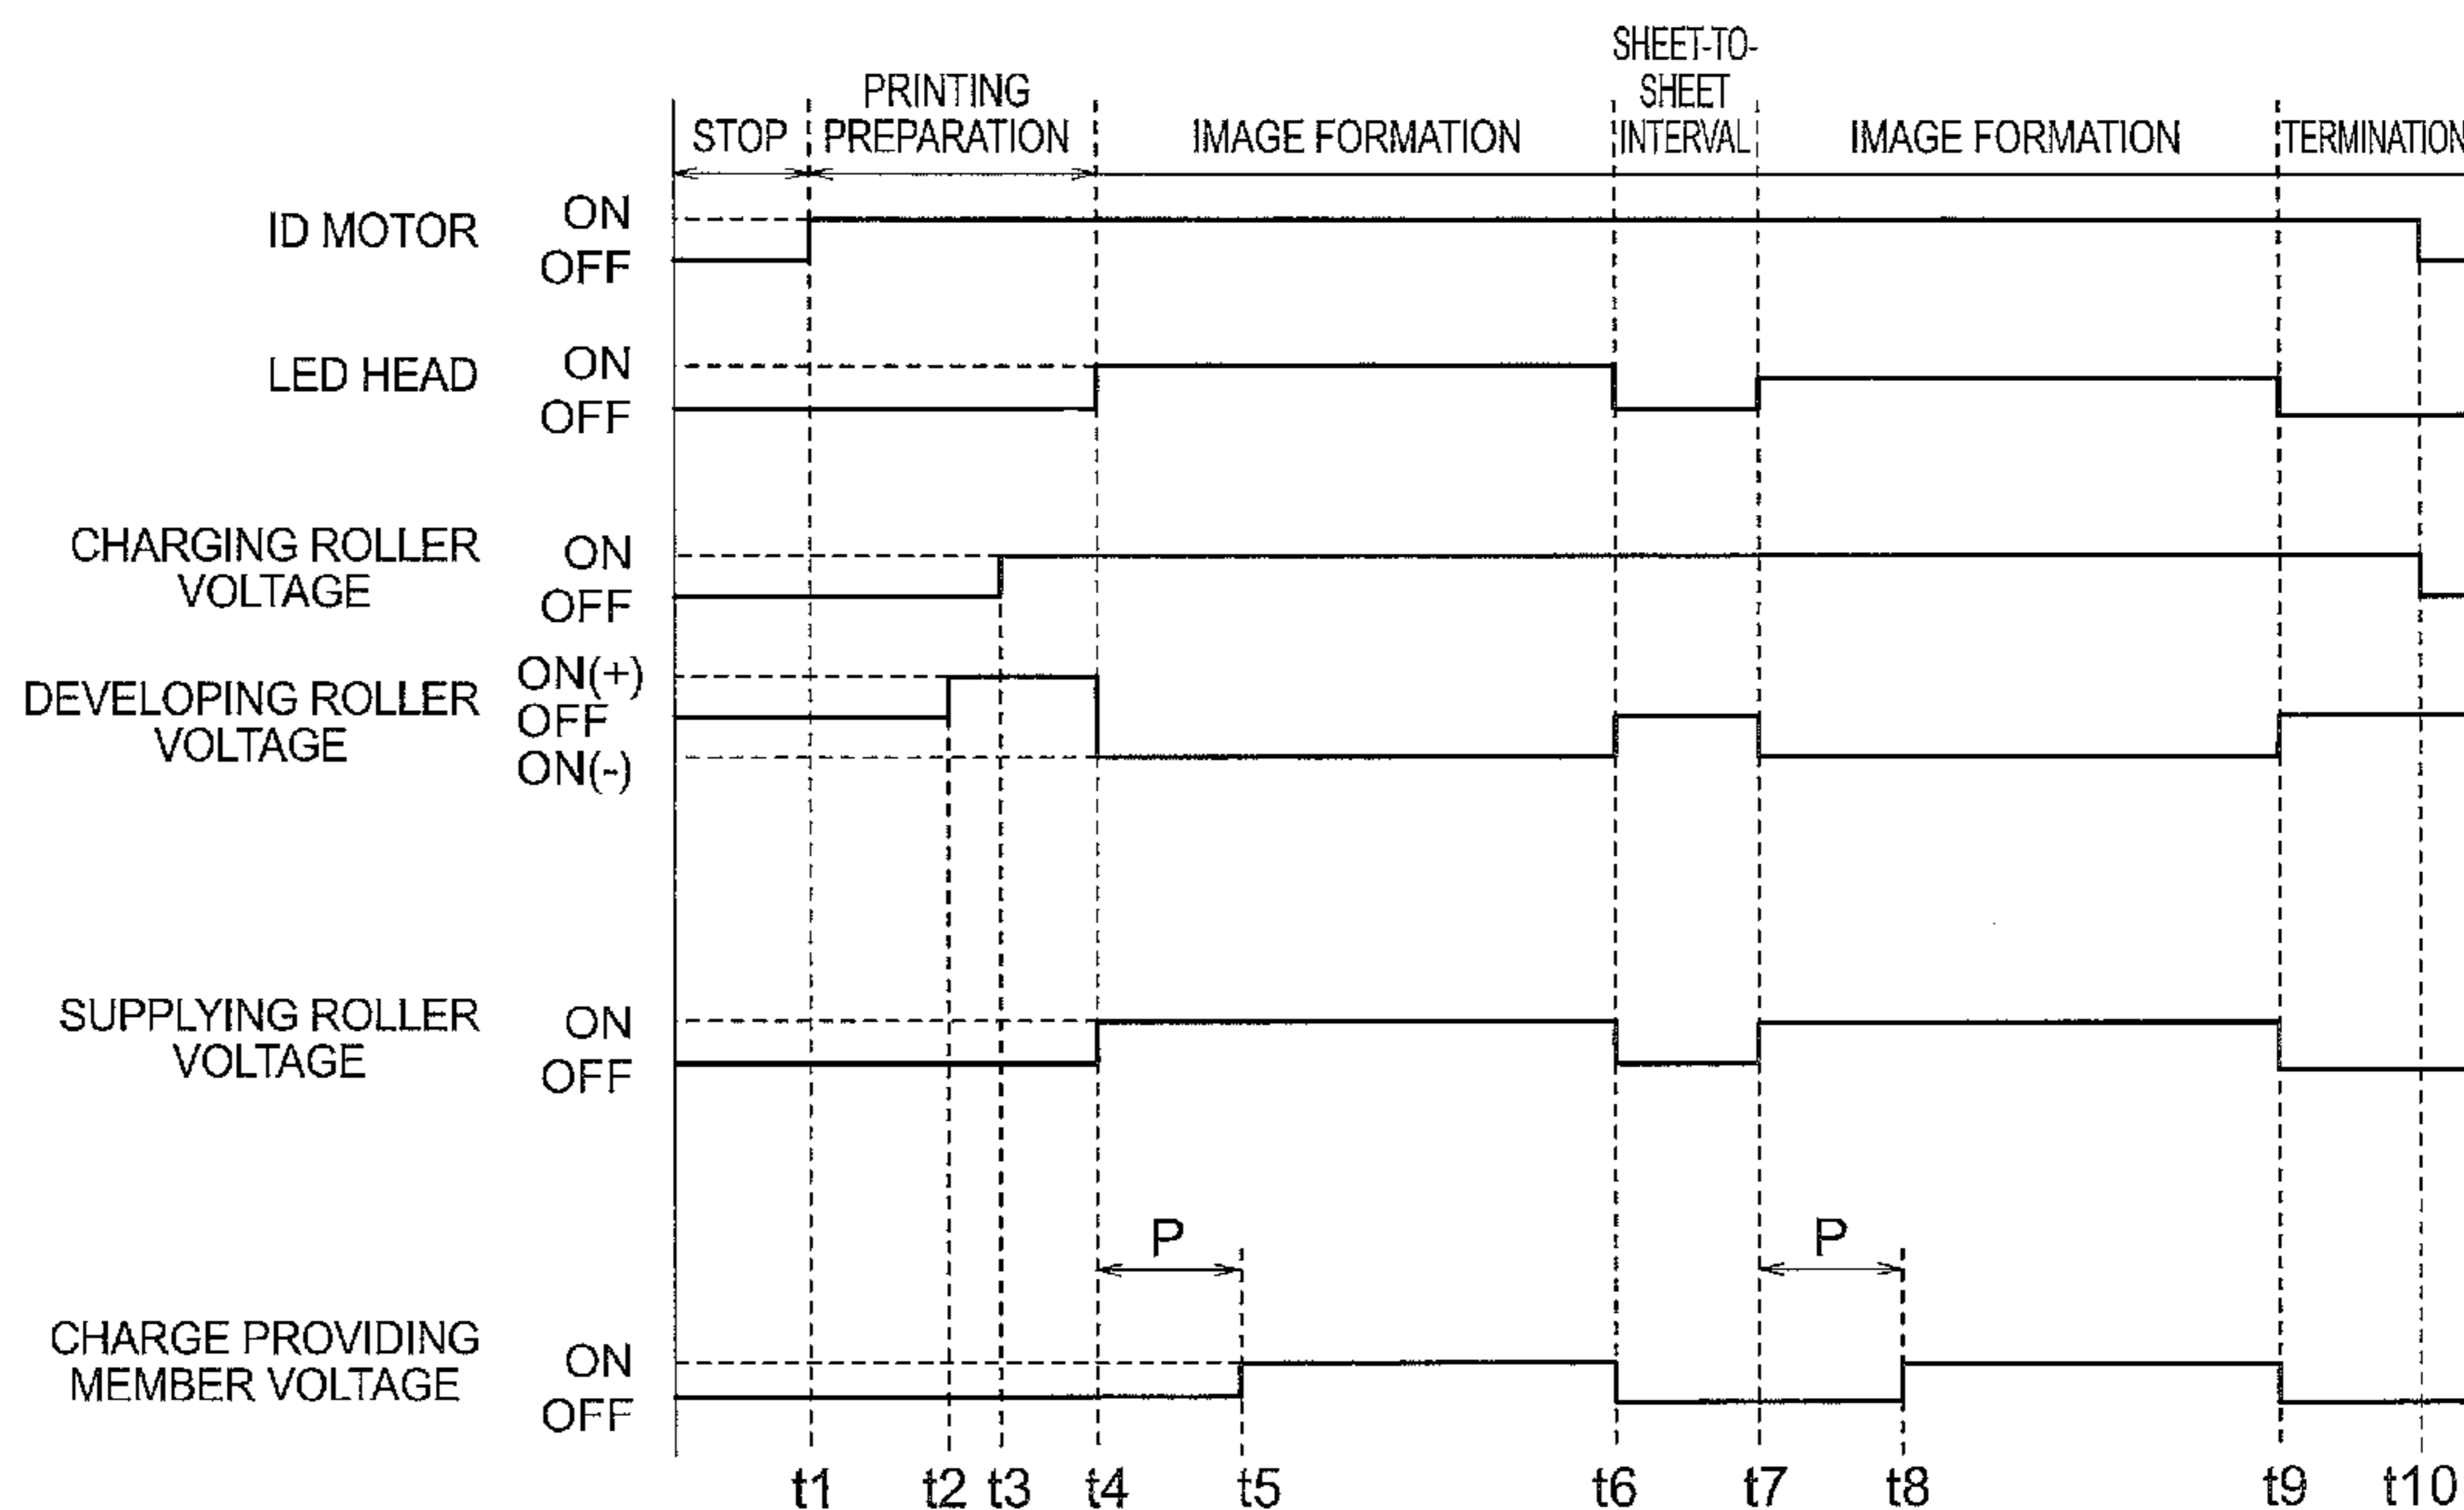 SHEET-TO-
SHEET
INTERVAL
PRINTING
PREPARATION
STOP
IMAGE FORMATION
IMAGE FORMATION
TERMINATION
ID MOTOR
ON
OFF
LED HEAD
ON
OFF
CHARGING ROLLER
VOLTAGE
ON
OFF
DEVELOPING ROLLER
VOLTAGE
ON(+)
OFF
ON(-)
SUPPLYING ROLLER
VOLTAGE
ON
OFF
P
P
CHARGE PROVIDING
MEMBER VOLTAGE
ON
OFF
t1 t2 t3 t4 t5 t6 t7 t8 t9 t10